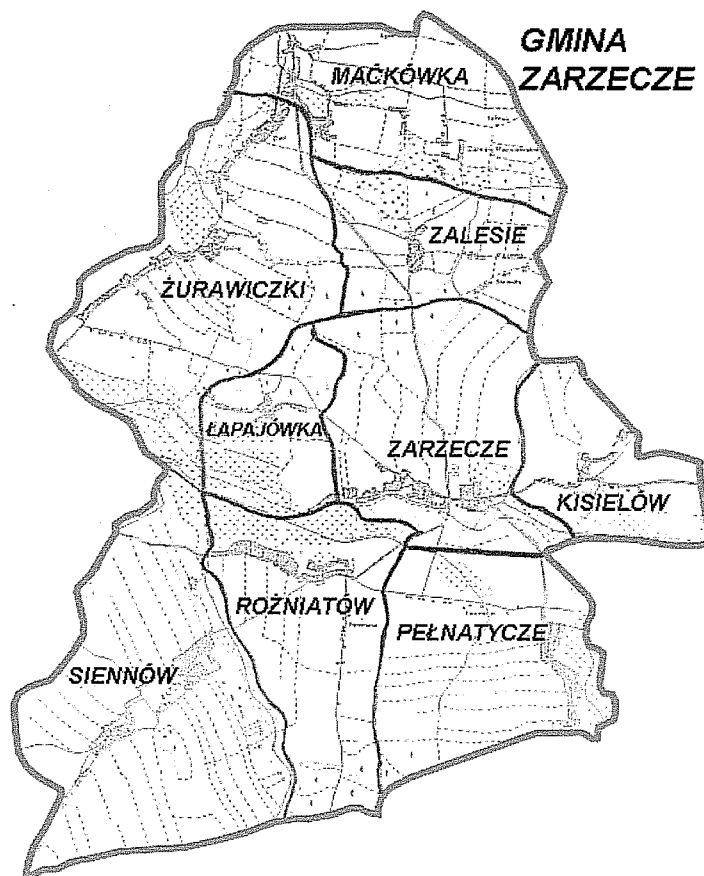 GMINA
ZARZECZE
MAĆKÓWKA
ZALESIE
ŻURAWICZKI
ŁAPAJÓWKA
ZARZECZE
KISIELÓW
ROŻNIATÓW
PEŁNATYCZE
SIENNÓW